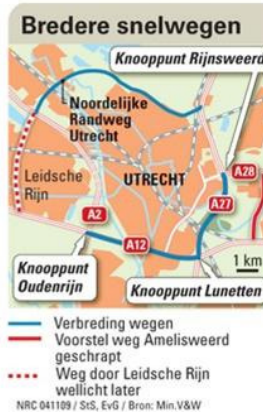 Bredere snelwegen
Knooppunt Rijnsweerd
Noordelijke
Randweg
Utrecht
Leidsche
Rijn
UTRECHT
A28
A2
A27
A12
Knooppunt
Oudenrijn
1 km
Knooppunt Lunetten
Verbreding wegen
Voorstel weg Amelisweerd
geschrapt
Weg door Leidsche Rijn
wellicht later
NRC 041109 / StS, EvG / Bron: Min.V&W